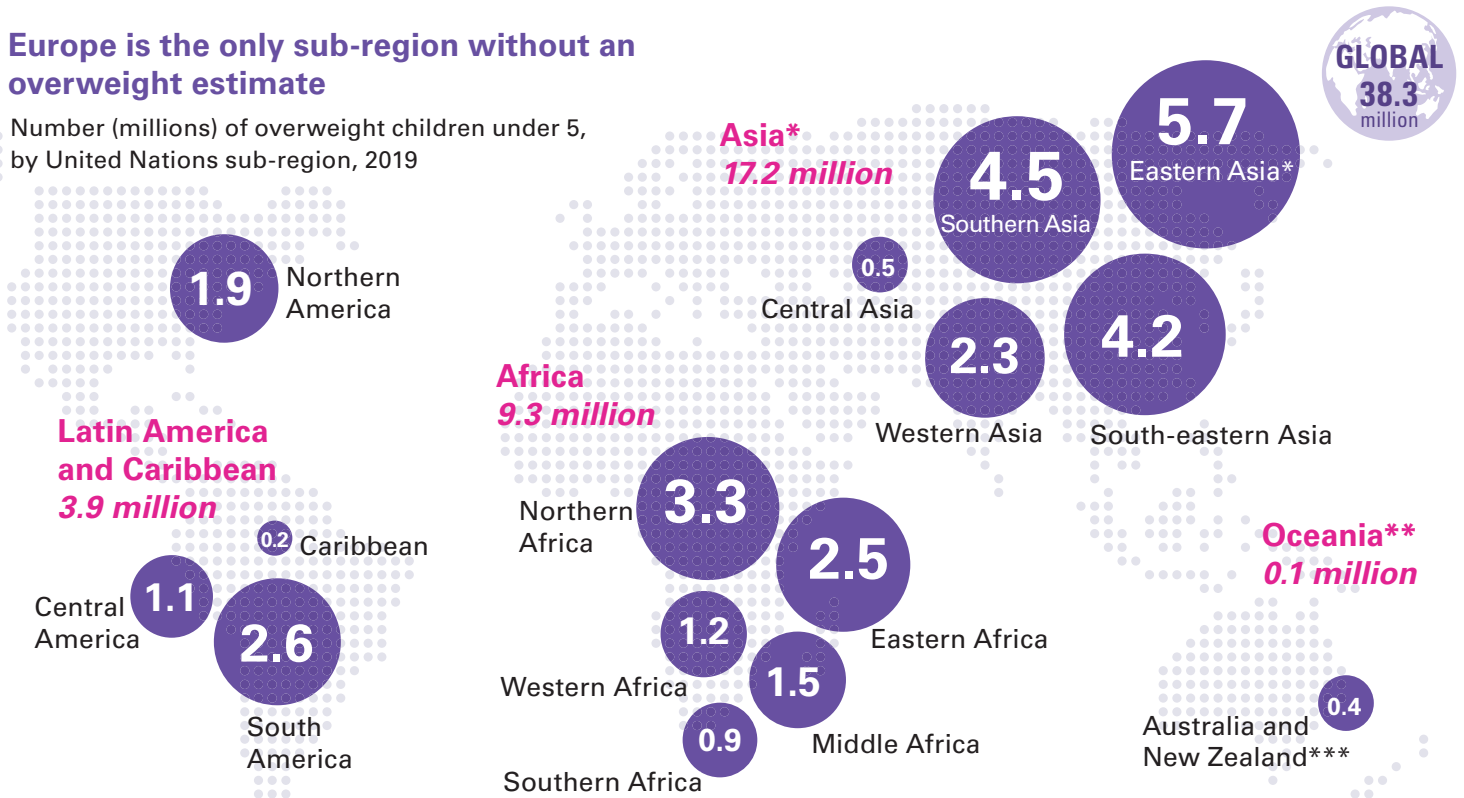 Europe is the only sub-region without an
overweight estimate
Number (millions) of overweight children under 5,
by United Nations sub-region, 2019
GLOBAL
38.3
million
Asia*
17.2 million
5.7
Eastern Asia*
4.5
Southern Asia
0.5
Central Asia
2.3
Western Asia
4.2
South-eastern Asia
1.9
Northern
America
Latin America
and Caribbean
3.9 million
0.2
Caribbean
1.1
Central
America
2.6
South
America
Africa
9.3 million
3.3
Northern
Africa
2.5
Eastern Africa
1.2
Western Africa
1.5
Middle Africa
0.9
Southern Africa
Oceania**
0.1 million
0.4
Australia and
New Zealand***